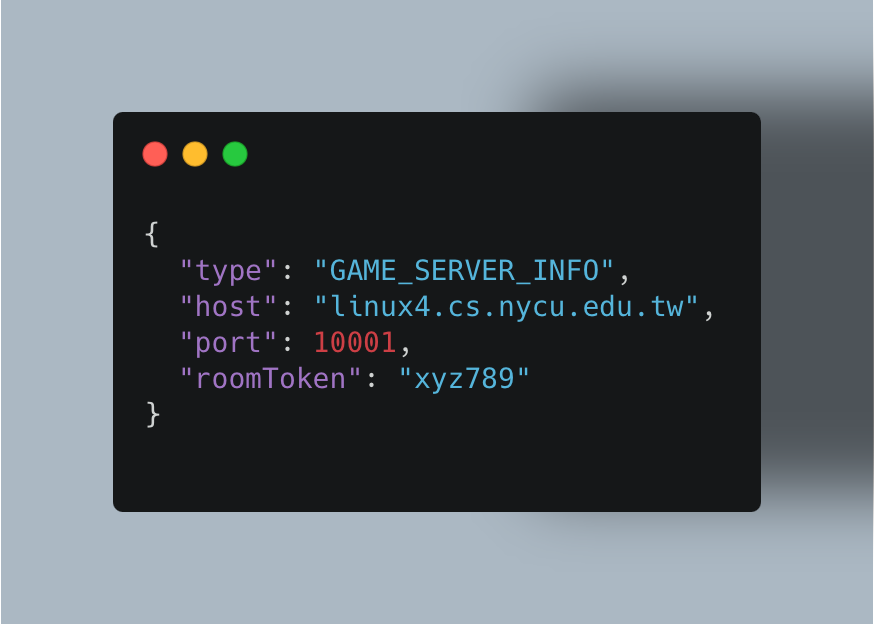 {
  "type": "GAME_SERVER_INFO",
  "host": "linux4.cs.nycu.edu.tw",
  "port": 10001,
  "roomToken": "xyz789"
}